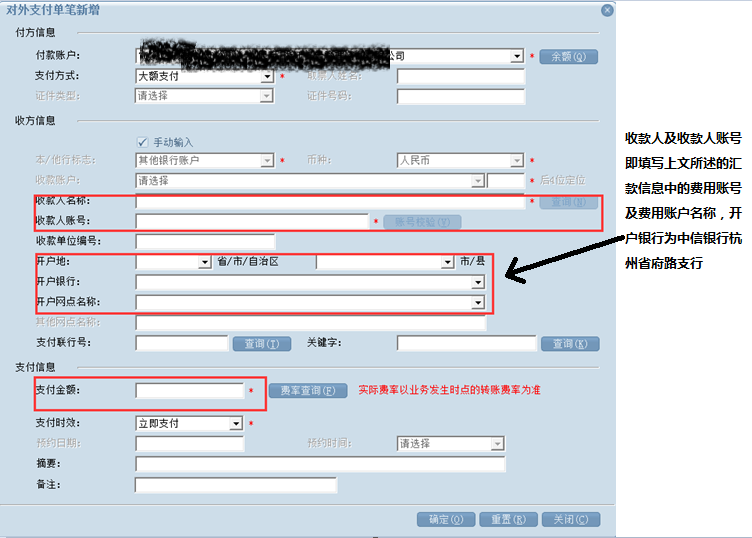 对外支付单笔新增
付方信息
付款账户: 公司 * 余额(Q)
支付方式: 大额支付 * 取票人姓名:
证件类型: 请选择 证件号码:
收方信息
手动输入
本/他行标志: 其他银行账户 * 币种: 人民币 *
收款账户: 请选择 * 后4位定位
收款人名称: * 查询(N)
收款人账号: * 账号校验(V)
收款单位编号:
开户地: 省/市/自治区 市/县
开户银行:
开户网点名称:
其他网点名称:
支付联行号: 查询(I) 关键字: 查询(K)
支付信息
支付金额: * 费率查询(F) 实际费率以业务发生时点的转账费率为准
支付时效: 立即支付 *
预约日期: 预约时间: 请选择
摘要:
备注:
确定(O) 重置(R) 关闭(C)
收款人及收款人账号
即填写上文所述的汇
款信息中的费用账号
及费用账户名称，开
户银行为中信银行杭
州省府路支行